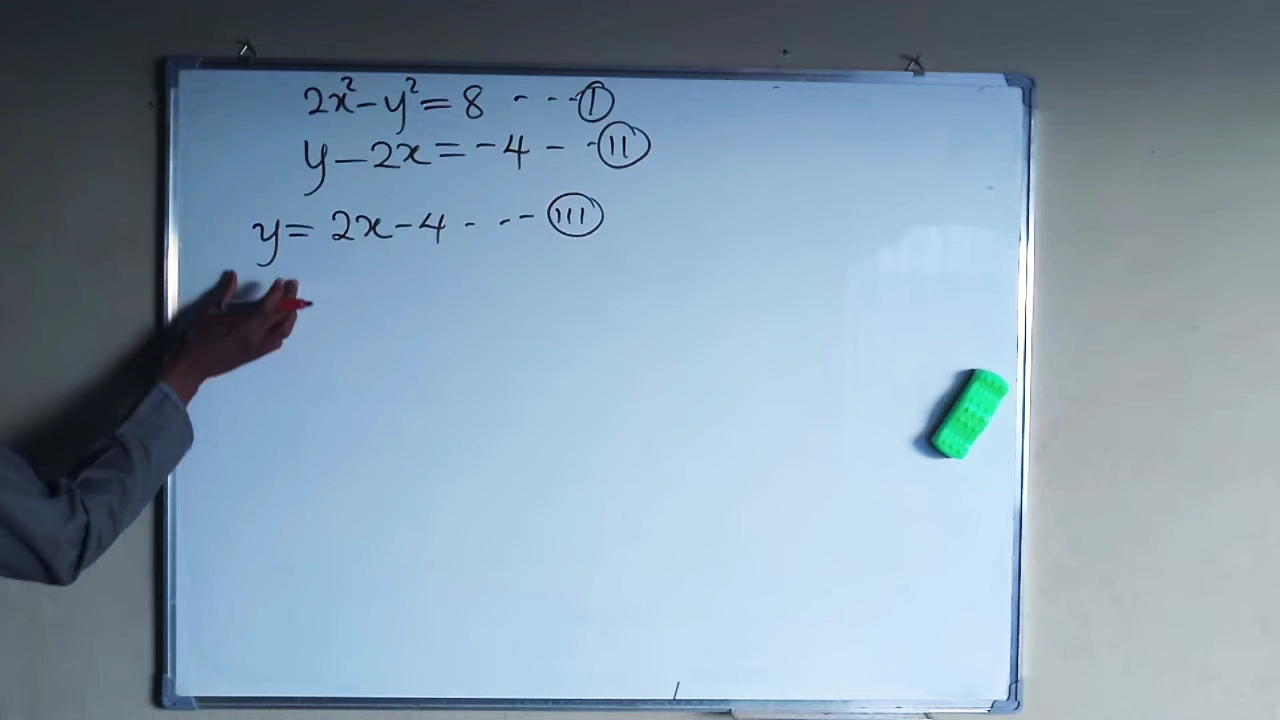 2x² - y² = 8 - - - Ⅰ
y - 2x = -4 - - Ⅱ
y = 2x - 4 - - - Ⅲ